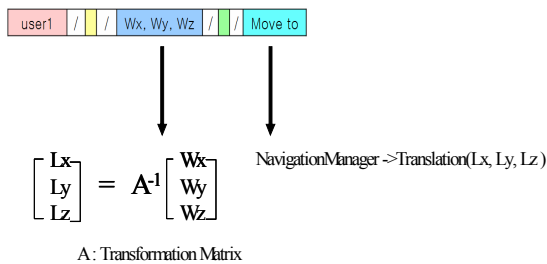 user1 / / Wx, Wy, Wz / / Move to
Lx
Ly
Lz
= A-1
Wx
Wy
Wz
NavigationManager ->Translation(Lx, Ly, Lz )
A : Transformation Matrix